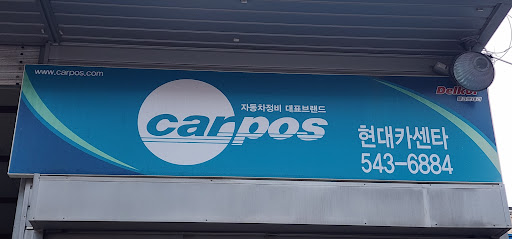 www.carpos.com
자동차정비 대표브랜드
carpos
현대카센타
543-6884
Delkor